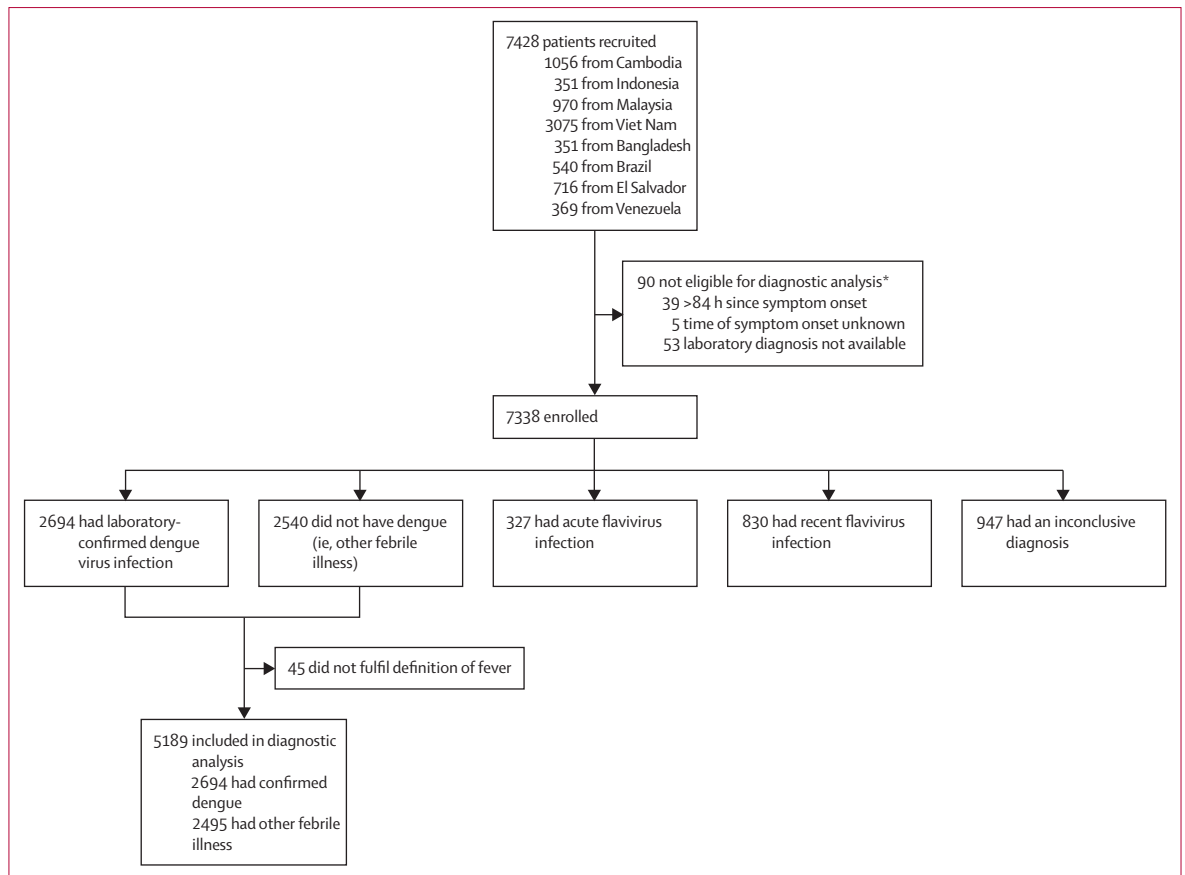 7428 patients recruited
1056 from Cambodia
351 from Indonesia
970 from Malaysia
3075 from Viet Nam
351 from Bangladesh
540 from Brazil
716 from El Salvador
369 from Venezuela
90 not eligible for diagnostic analysis*
39 >84 h since symptom onset
5 time of symptom onset unknown
53 laboratory diagnosis not available
7338 enrolled
2694 had laboratory-
confirmed dengue
virus infection
2540 did not have dengue
(ie, other febrile
illness)
327 had acute flavivirus
infection
830 had recent flavivirus
infection
947 had an inconclusive
diagnosis
45 did not fulfil definition of fever
5189 included in diagnostic
analysis
2694 had confirmed
dengue
2495 had other febrile
illness